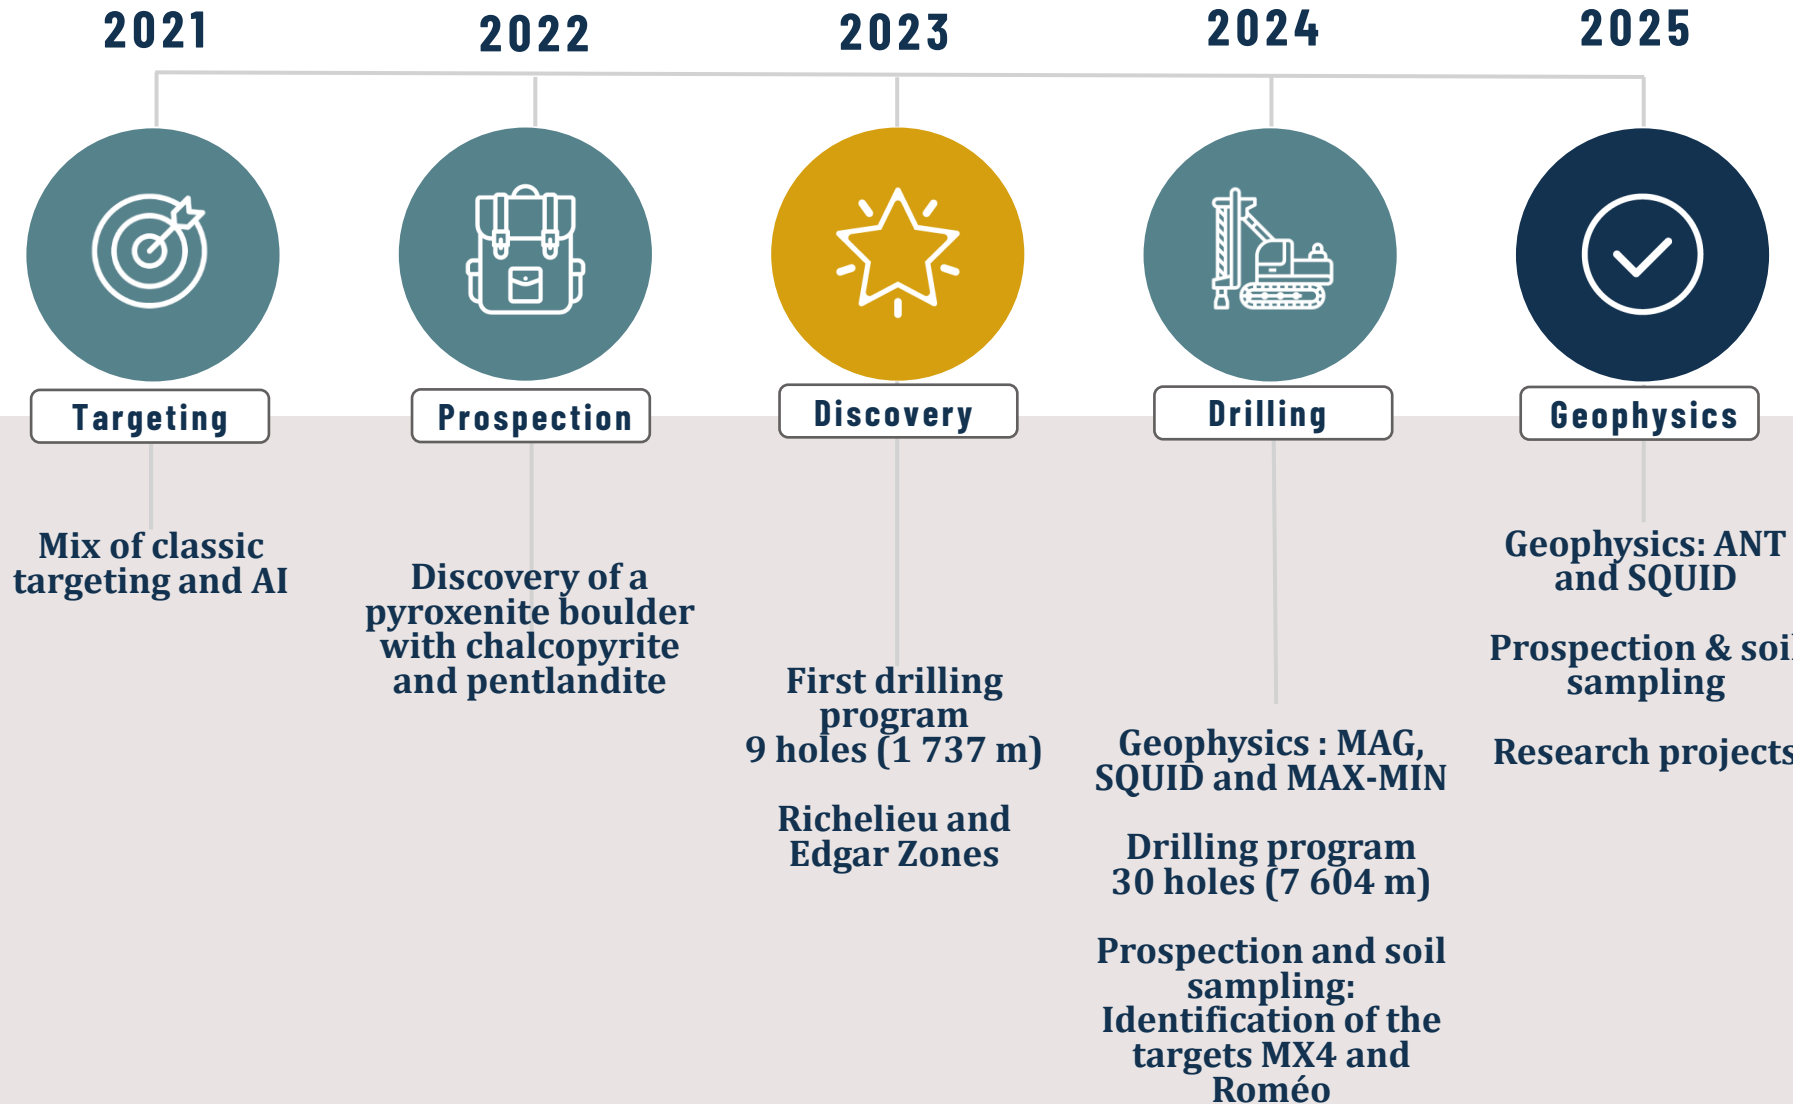 2021
2022
2023
2024
2025
Targeting
Prospection
Discovery
Drilling
Geophysics
Mix of classic
targeting and AI
Discovery of a
pyroxenite boulder
with chalcopyrite
and pentlandite
First drilling
program
9 holes (1 737 m)
Richelieu and
Edgar Zones
Geophysics : MAG,
SQUID and MAX-MIN
Drilling program
30 holes (7 604 m)
Prospection and soil
sampling:
Identification of the
targets MX4 and
Roméo
Geophysics: ANT
and SQUID
Prospection & soil
sampling
Research projects